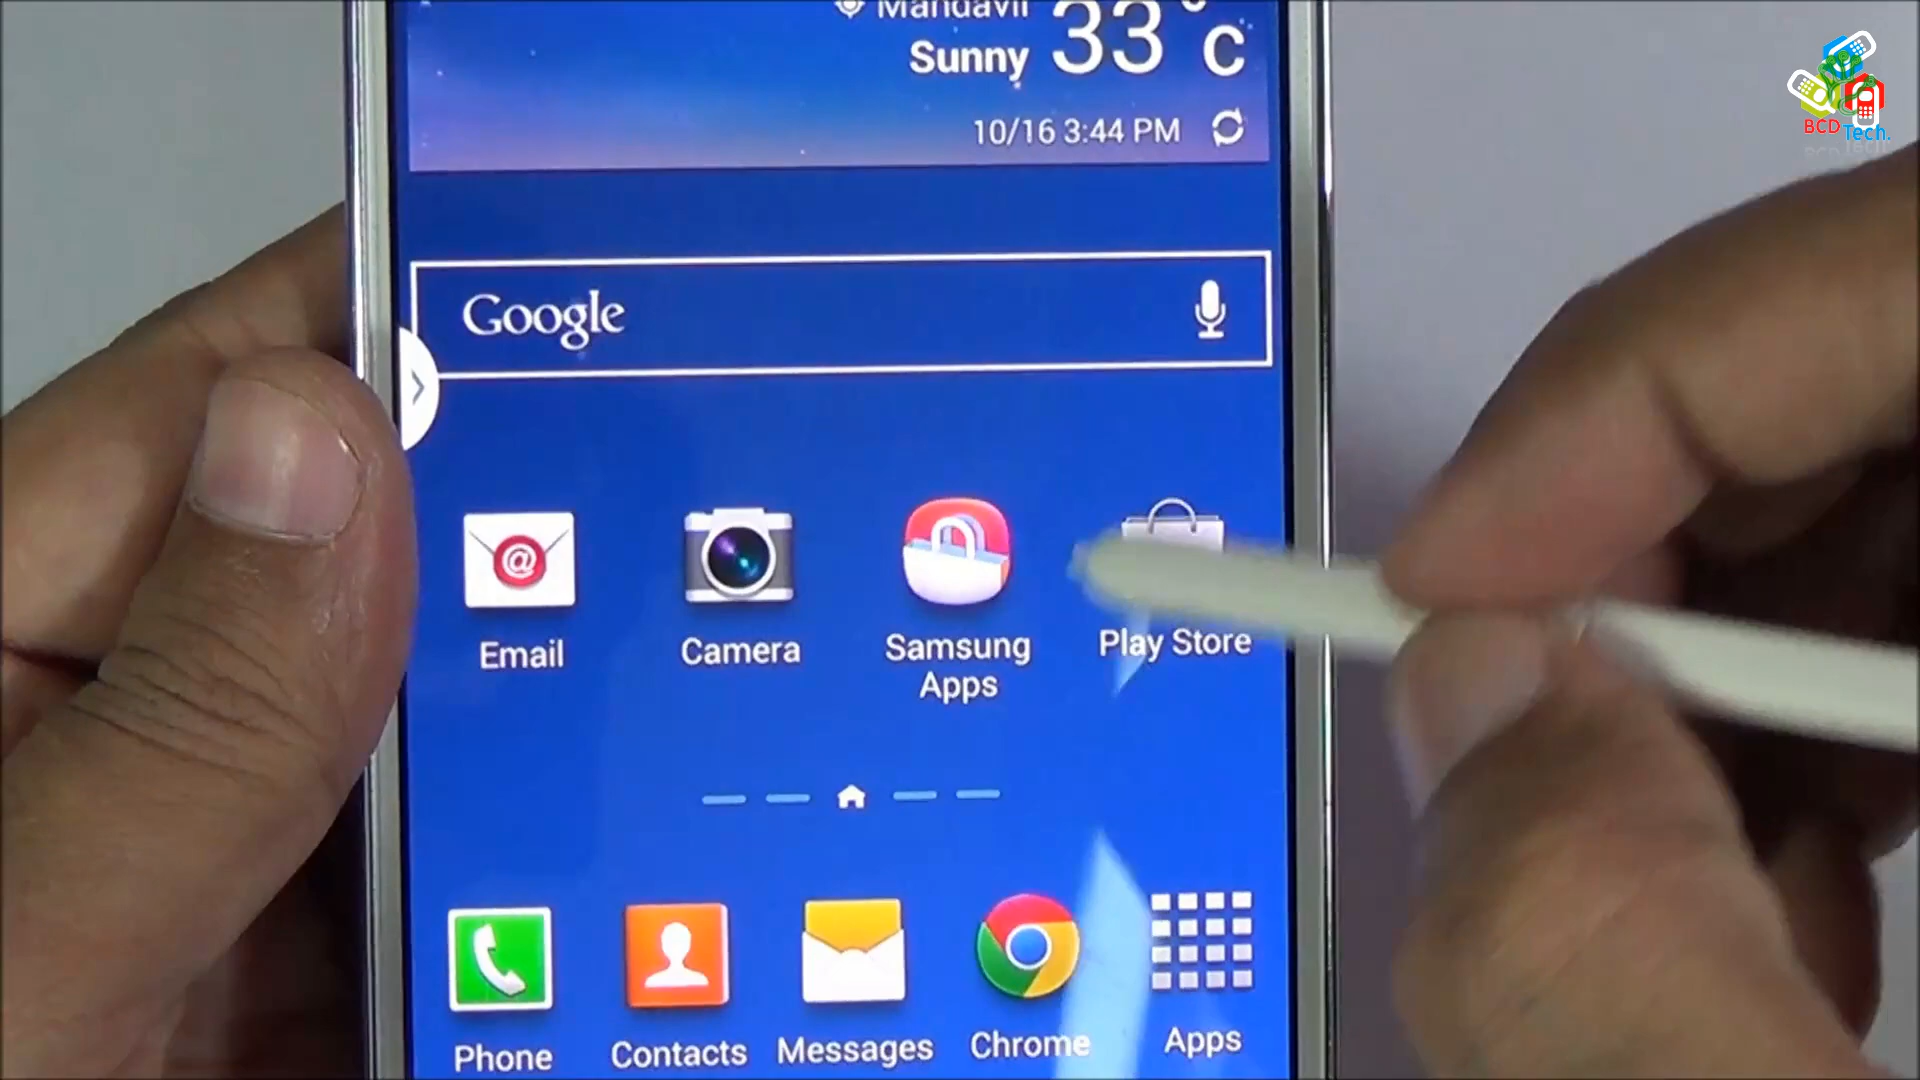 Mandavli
Sunny 33°C
10/16 3:44 PM
Google
Email
Camera
Samsung Apps
Play Store
Phone
Contacts
Messages
Chrome
Apps
BCD Tech.